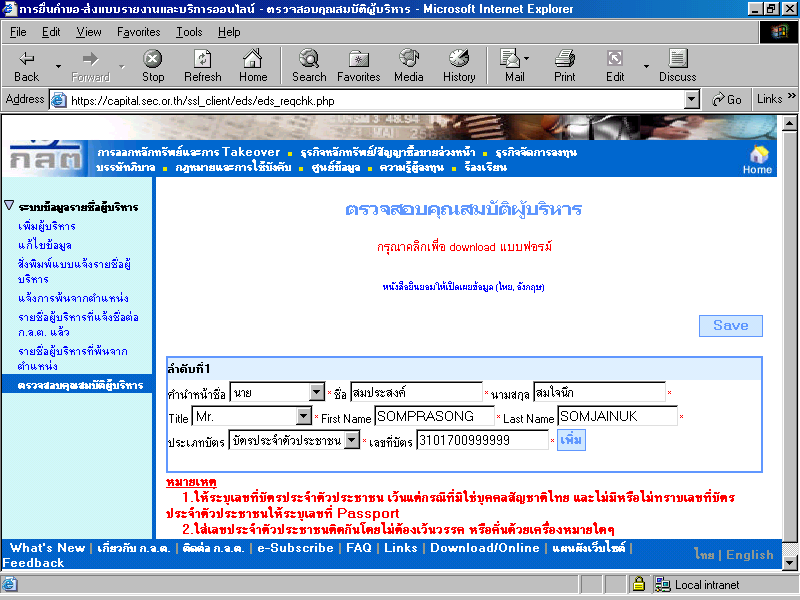 การยื่นคำขอ-ส่งแบบรายงานและบริการออนไลน์ - ตรวจสอบคุณสมบัติผู้บริหาร - Microsoft Internet Explorer
File Edit View Favorites Tools Help
Back Forward Stop Refresh Home Search Favorites Media History Mail Print Edit Discuss
Address https://capital.sec.or.th/ssl_client/eds/eds_reqchk.php Go Links »
กลต
การออกหลักทรัพย์และการ Takeover ธุรกิจหลักทรัพย์/สัญญาซื้อขายล่วงหน้า ธุรกิจจัดการลงทุน
บรรษัทภิบาล กฎหมายและการใช้บังคับ ศูนย์ข้อมูล ความรู้ผู้ลงทุน ร้องเรียน
Home
ระบบข้อมูลรายชื่อผู้บริหาร
เพิ่มผู้บริหาร
แก้ไขข้อมูล
สั่งพิมพ์แบบแจ้งรายชื่อผู้
บริหาร
แจ้งการพ้นจากตำแหน่ง
รายชื่อผู้บริหารที่แจ้งชื่อต่อ
ก.ล.ต. แล้ว
รายชื่อผู้บริหารที่พ้นจาก
ตำแหน่ง
ตรวจสอบคุณสมบัติผู้บริหาร
ตรวจสอบคุณสมบัติผู้บริหาร
กรุณาคลิกเพื่อ download แบบฟอร์ม
หนังสือยินยอมให้เปิดเผยข้อมูล (ไทย, อังกฤษ)
Save
ลำดับที่1
คำนำหน้าชื่อ นาย * ชื่อ สมประสงค์ * นามสกุล สมใจนึก *
Title Mr. * First Name SOMPRASONG * Last Name SOMJAINUK *
ประเภทบัตร บัตรประจำตัวประชาชน * เลขที่บัตร 3101700999999 * เพิ่ม
หมายเหตุ
1.ให้ระบุเลขที่บัตรประจำตัวประชาชน เว้นแต่กรณีที่มิใช่บุคคลสัญชาติไทย และไม่มีหรือไม่ทราบเลขที่บัตร
ประจำตัวประชาชนให้ระบุเลขที่ Passport
2.ใส่เลขประจำตัวประชาชนติดกันโดยไม่ต้องเว้นวรรค หรือคั่นด้วยเครื่องหมายใดๆ
What's New | เกี่ยวกับ ก.ล.ต. | ติดต่อ ก.ล.ต. | e-Subscribe | FAQ | Links | Download/Online | แผนผังเว็บไซต์ |
Feedback
ไทย | English
Local intranet